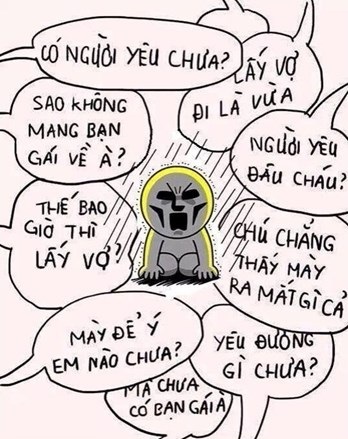 CÓ NGƯỜI YÊU CHƯA?
LẤY VỢ
ĐI LÀ VỪA
SAO KHÔNG
MANG BẠN
GÁI VỀ À?
NGƯỜI YÊU
ĐÂU CHÁU?
THẾ BAO
GIỜ THÌ
LẤY VỢ?
CHÚ CHẲNG
THẤY MÀY
RA MẮT GÌ CẢ
MÀY ĐỂ Ý
EM NÀO CHƯA?
YÊU ĐƯƠNG
GÌ CHƯA?
MÀ CHƯA
CÓ BẠN GÁI À